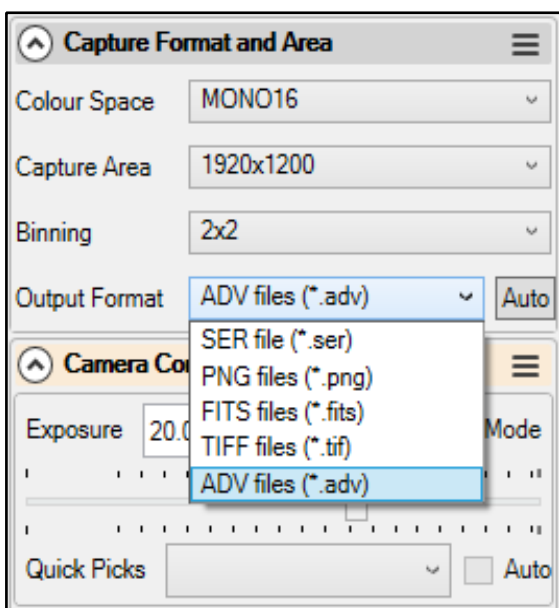 Capture Format and Area
Colour Space MONO16
Capture Area 1920x1200
Binning 2x2
Output Format ADV files (*.adv) Auto
SER file (*.ser)
PNG files (*.png)
FITS files (*.fits)
TIFF files (*.tif)
ADV files (*.adv)
Camera Co
Exposure 20.0 Mode
Quick Picks Auto